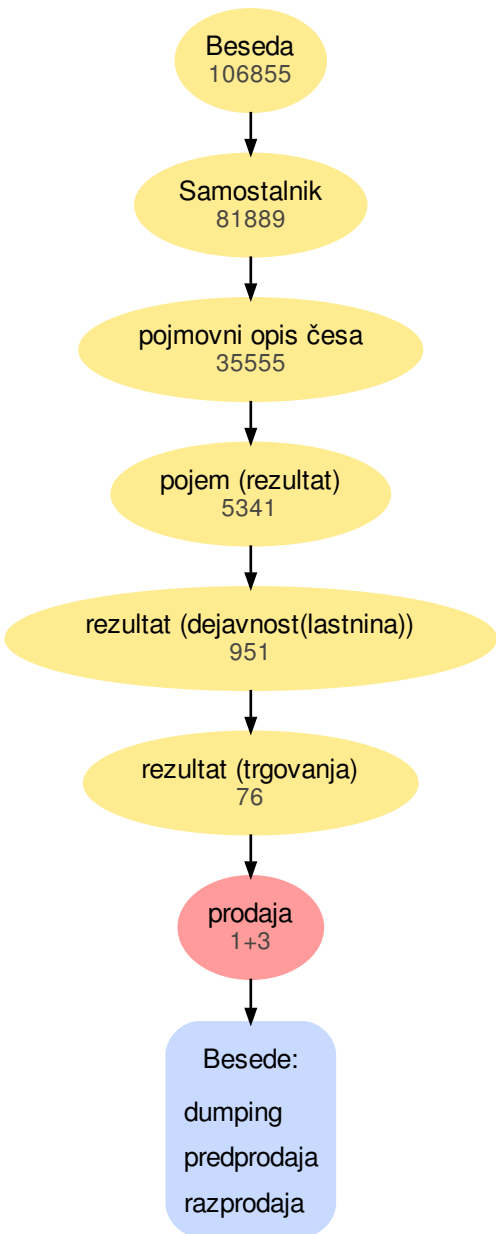 Beseda
106855
Samostalnik
81889
pojmovni opis česa
35555
pojem (rezultat)
5341
rezultat (dejavnost(lastnina))
951
rezultat (trgovanja)
76
prodaja
1+3
Besede:
dumping
predprodaja
razprodaja